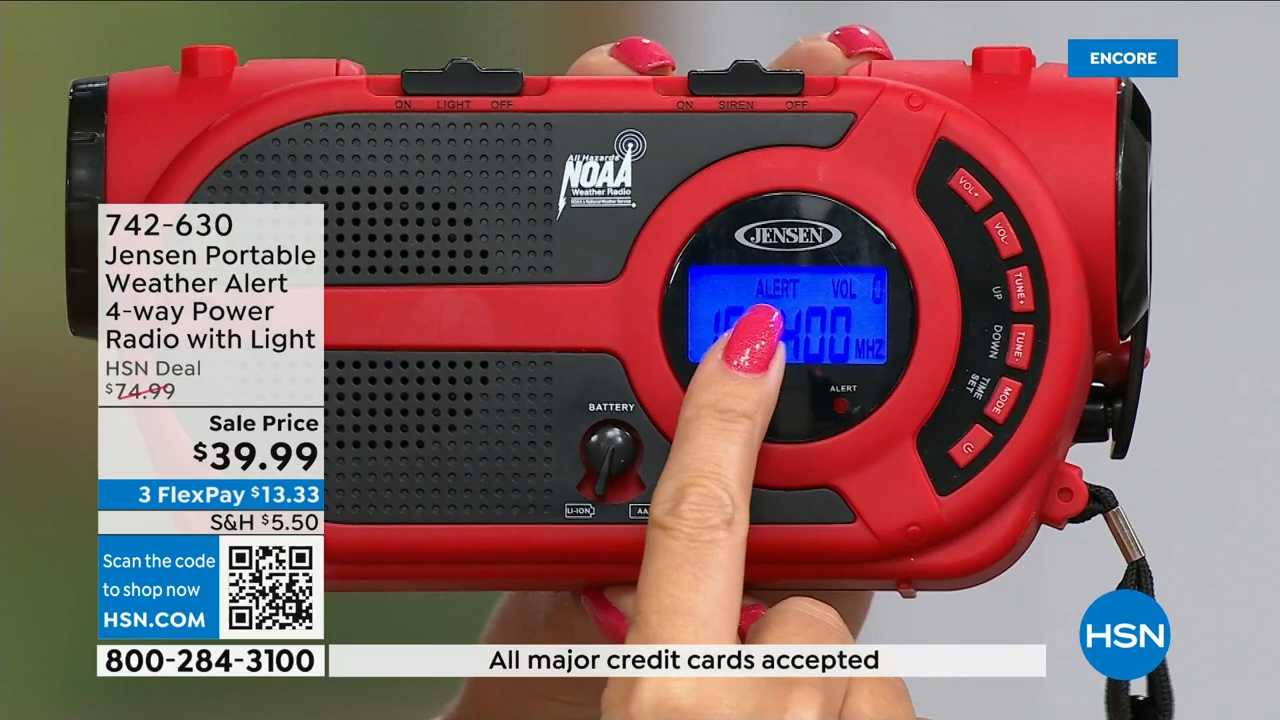 ENCORE
ON LIGHT OFF
ON SIREN OFF
All Hazards
NOAA
Weather Radio
JENSEN
ALERT VOL 0
400 MHZ
ALERT
VOL+
VOL-
TUNE+
UP
TUNE-
DOWN
MODE
TIME SET
BATTERY
LI-ION
AA
742-630
Jensen Portable
Weather Alert
4-way Power
Radio with Light
HSN Deal
$74.99
Sale Price
$39.99
3 FlexPay $13.33
S&H $5.50
Scan the code
to shop now
HSN.COM
800-284-3100
All major credit cards accepted
HSN